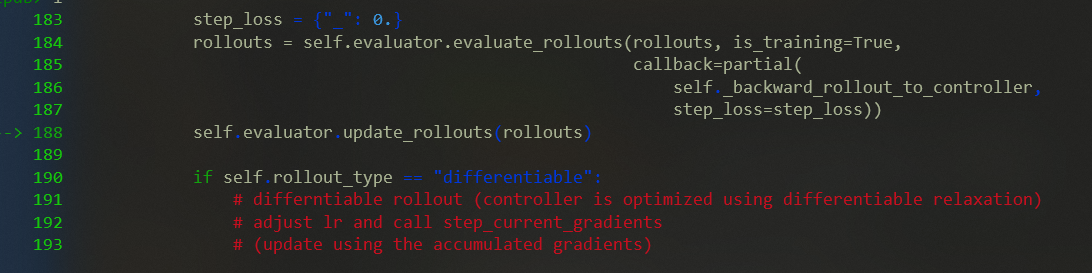 183 step_loss = {"_": 0.}
184 rollouts = self.evaluator.evaluate_rollouts(rollouts, is_training=True,
185 callback=partial(
186 self._backward_rollout_to_controller,
187 step_loss=step_loss))
--> 188 self.evaluator.update_rollouts(rollouts)
189
190 if self.rollout_type == "differentiable":
191 # differntiable rollout (controller is optimized using differentiable relaxation)
192 # adjust lr and call step_current_gradients
193 # (update using the accumulated gradients)